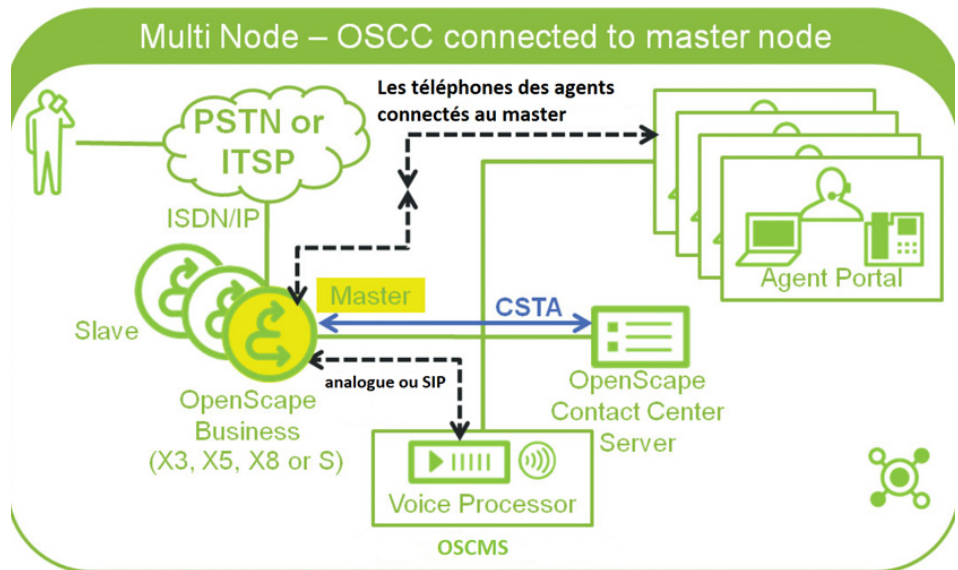 Multi Node – OSCC connected to master node
Les téléphones des agents
connectés au master
PSTN or
ITSP
ISDN/IP
Master
CSTA
Agent Portal
Slave
analogue ou SIP
OpenScape
Business
(X3, X5, X8 or S)
OpenScape
Contact Center
Server
Voice Processor
OSCMS